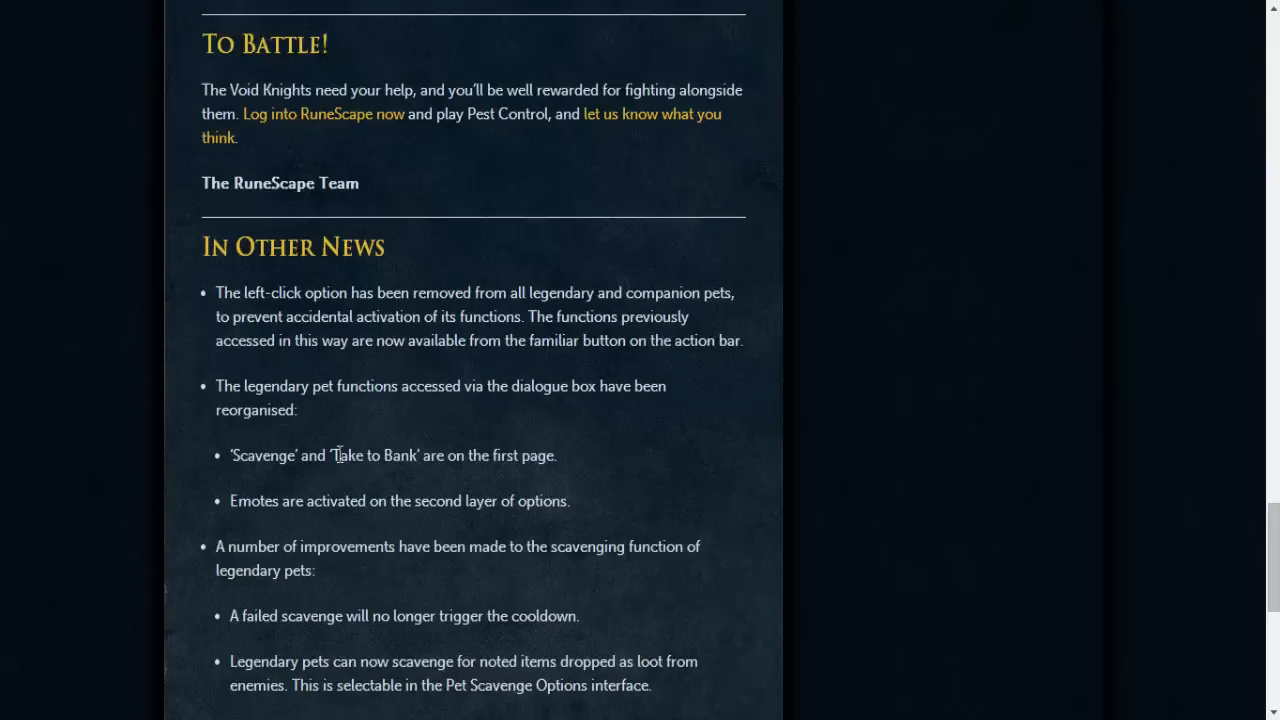 To Battle!
The Void Knights need your help, and you’ll be well rewarded for fighting alongside
them. Log into RuneScape now and play Pest Control, and let us know what you
think.
The RuneScape Team
In Other News
• The left-click option has been removed from all legendary and companion pets,
to prevent accidental activation of its functions. The functions previously
accessed in this way are now available from the familiar button on the action bar.
• The legendary pet functions accessed via the dialogue box have been
reorganised:
• ‘Scavenge’ and ‘Take to Bank’ are on the first page.
• Emotes are activated on the second layer of options.
• A number of improvements have been made to the scavenging function of
legendary pets:
• A failed scavenge will no longer trigger the cooldown.
• Legendary pets can now scavenge for noted items dropped as loot from
enemies. This is selectable in the Pet Scavenge Options interface.